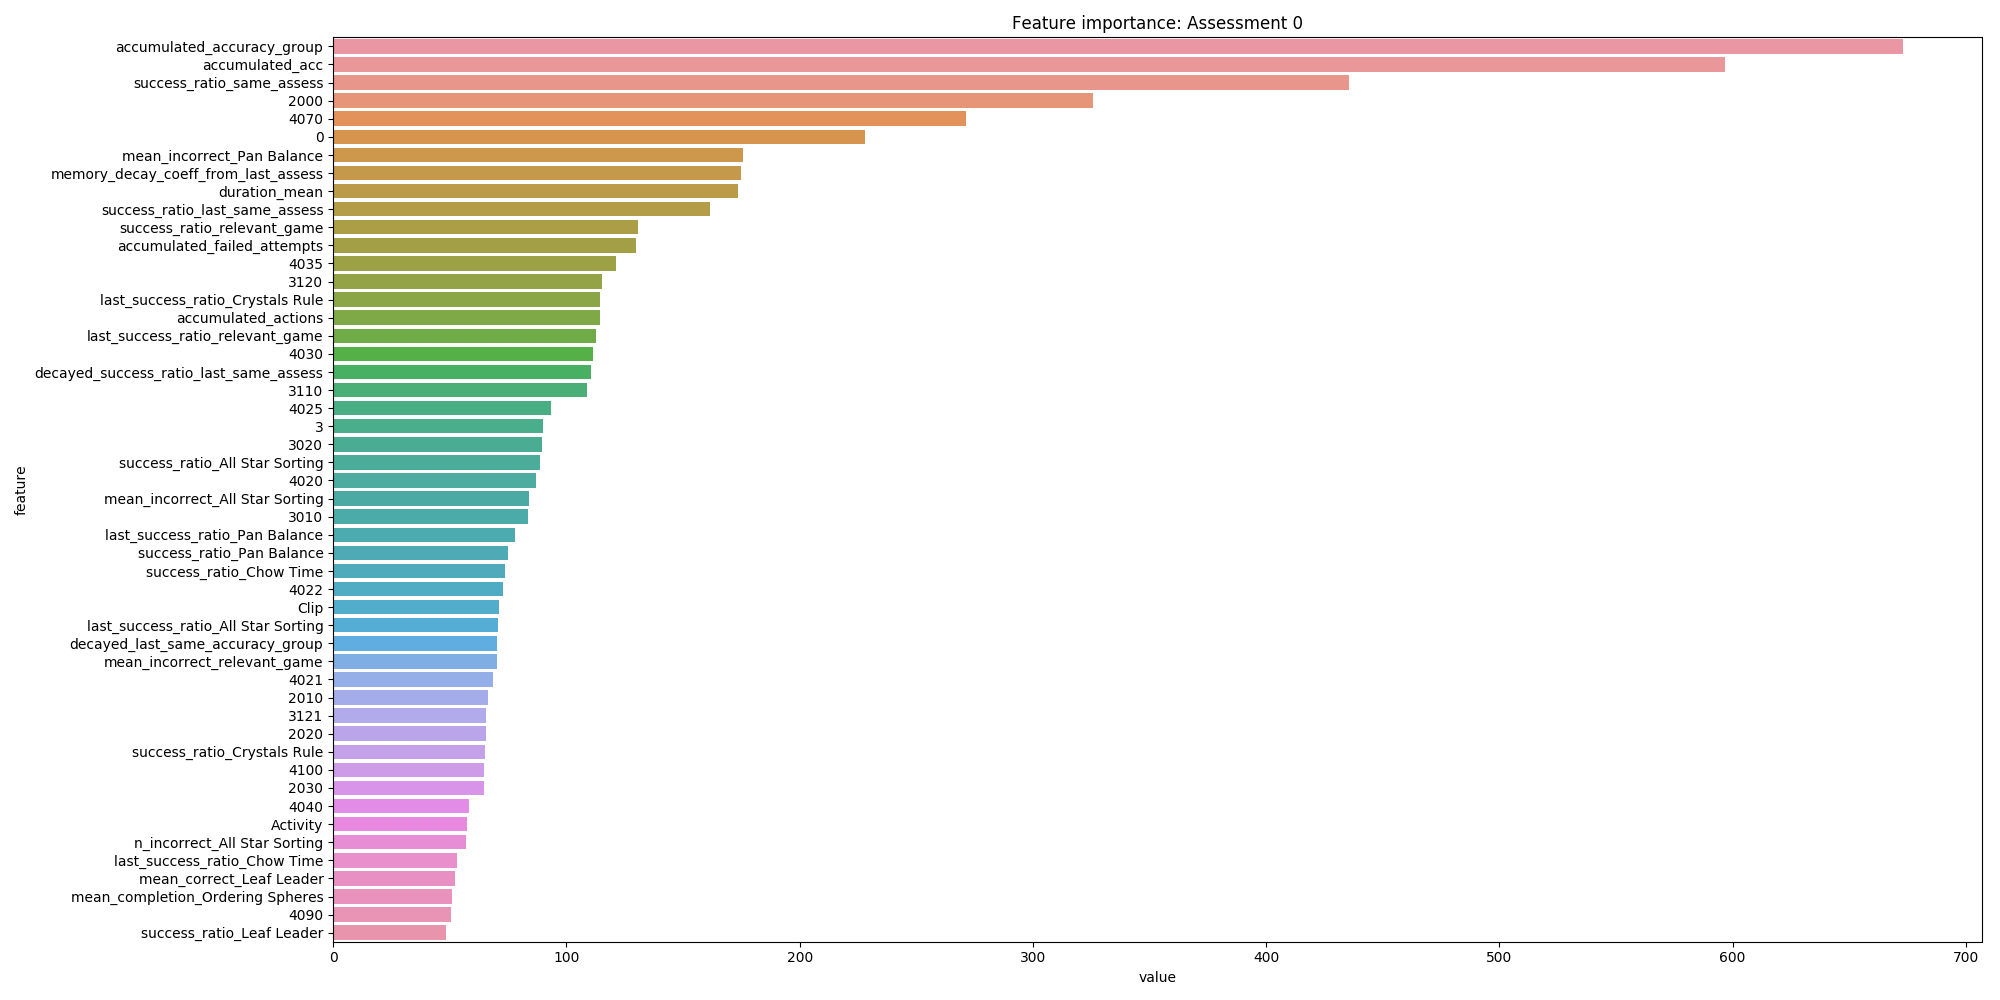 Feature importance: Assessment 0
feature
accumulated_accuracy_group
accumulated_acc
success_ratio_same_assess
2000
4070
0
mean_incorrect_Pan Balance
memory_decay_coeff_from_last_assess
duration_mean
success_ratio_last_same_assess
success_ratio_relevant_game
accumulated_failed_attempts
4035
3120
last_success_ratio_Crystals Rule
accumulated_actions
last_success_ratio_relevant_game
4030
decayed_success_ratio_last_same_assess
3110
4025
3
3020
success_ratio_All Star Sorting
4020
mean_incorrect_All Star Sorting
3010
last_success_ratio_Pan Balance
success_ratio_Pan Balance
success_ratio_Chow Time
4022
Clip
last_success_ratio_All Star Sorting
decayed_last_same_accuracy_group
mean_incorrect_relevant_game
4021
2010
3121
2020
success_ratio_Crystals Rule
4100
2030
4040
Activity
n_incorrect_All Star Sorting
last_success_ratio_Chow Time
mean_correct_Leaf Leader
mean_completion_Ordering Spheres
4090
success_ratio_Leaf Leader
0 100 200 300 400 500 600 700
value